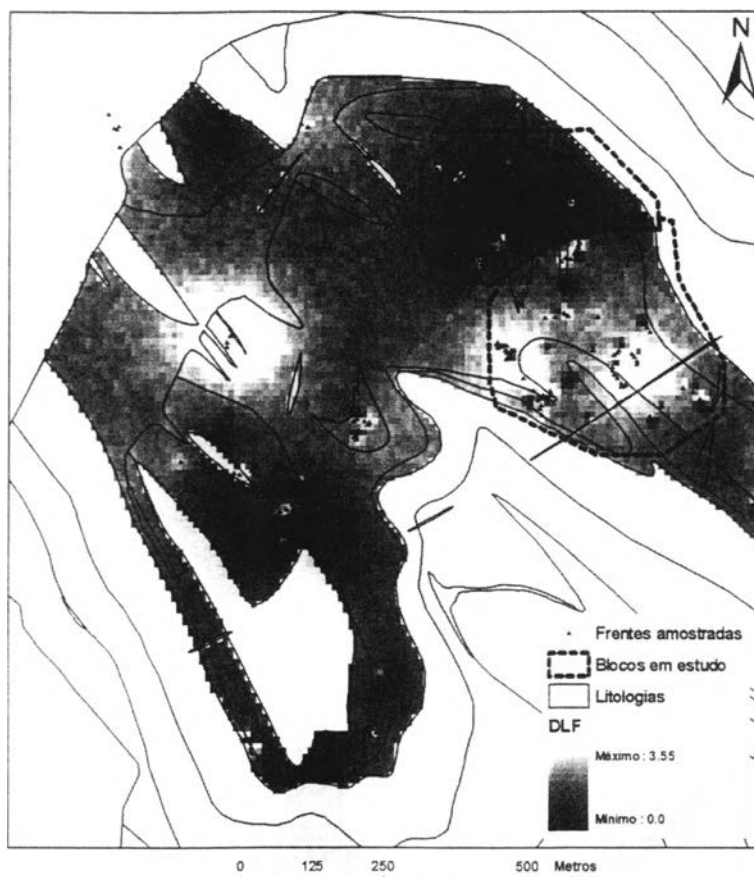 N
Frentes amostradas
Blocos em estudo
Litologias
DLF
Máximo : 3.55
Mínimo : 0.0
0 125 250 500 Metros